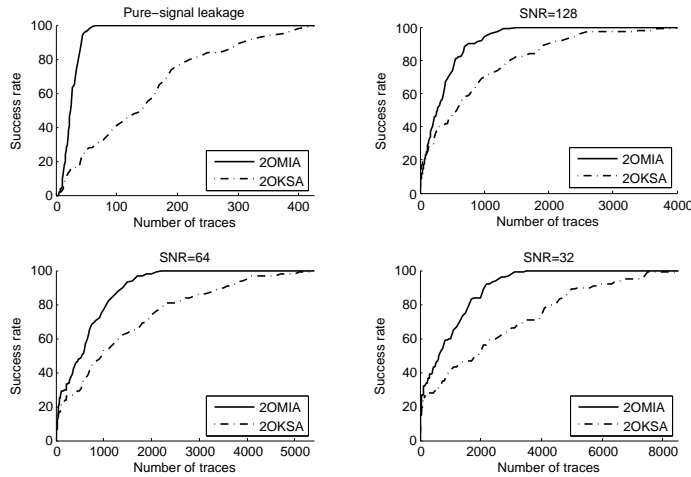 Pure−signal leakage
100
80
60
40
20
0
Success rate
0 100 200 300 400
Number of traces
2OMIA
2OKSA
SNR=128
100
80
60
40
20
0
Success rate
0 1000 2000 3000 4000
Number of traces
2OMIA
2OKSA
SNR=64
100
80
60
40
20
0
Success rate
0 1000 2000 3000 4000 5000
Number of traces
2OMIA
2OKSA
SNR=32
100
80
60
40
20
0
Success rate
0 2000 4000 6000 8000
Number of traces
2OMIA
2OKSA